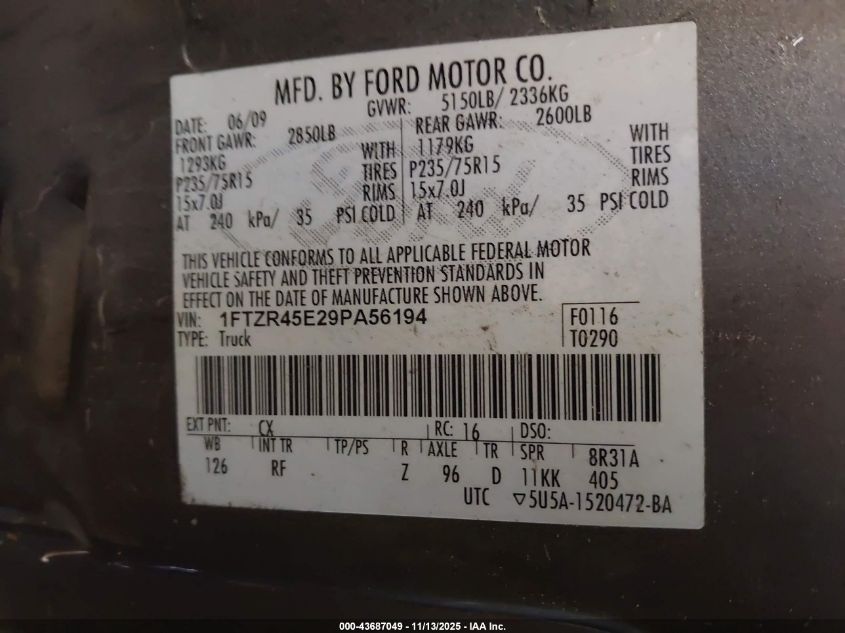 MFD. BY FORD MOTOR CO.
DATE: 06/09 GVWR: 5150LB/ 2336KG
FRONT GAWR: 2850LB REAR GAWR: 2600LB
1293KG WITH 1179KG WITH
P235/75R15 TIRES P235/75R15 TIRES
15x7.0J RIMS 15x7.0J RIMS
AT 240 kPa/ 35 PSI COLD AT 240 kPa/ 35 PSI COLD
THIS VEHICLE CONFORMS TO ALL APPLICABLE FEDERAL MOTOR
VEHICLE SAFETY AND THEFT PREVENTION STANDARDS IN
EFFECT ON THE DATE OF MANUFACTURE SHOWN ABOVE.
VIN: 1FTZR45E29PA56194 F0116
TYPE: Truck T0290
EXT PNT: CX RC: 16 DSO:
WB INT TR TP/PS R AXLE TR SPR 8R31A
126 RF Z 96 D 11KK 405
UTC ▽5U5A-1520472-BA
000-43687049 - 11/13/2025 - IAA Inc.